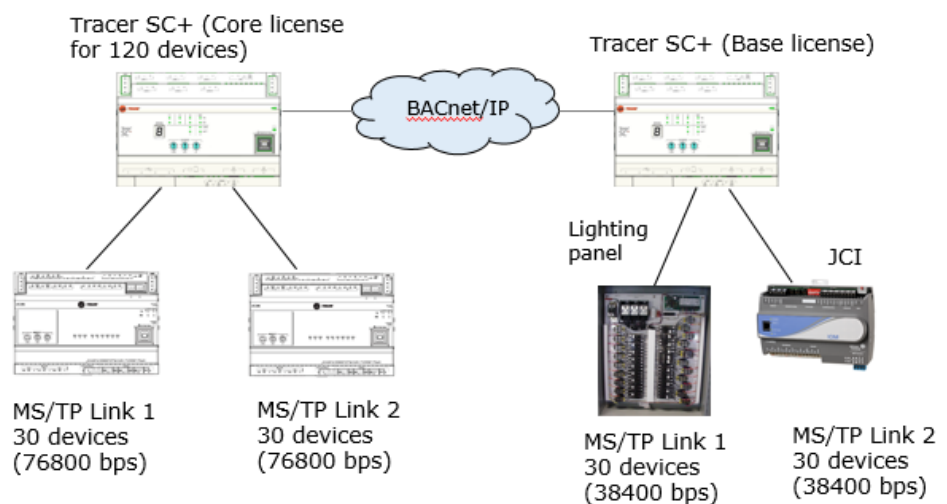 Tracer SC+ (Core license
for 120 devices)
Tracer SC+ (Base license)
BACnet/IP
Lighting
panel
JCI
MS/TP Link 1
30 devices
(76800 bps)
MS/TP Link 2
30 devices
(76800 bps)
MS/TP Link 1
30 devices
(38400 bps)
MS/TP Link 2
30 devices
(38400 bps)